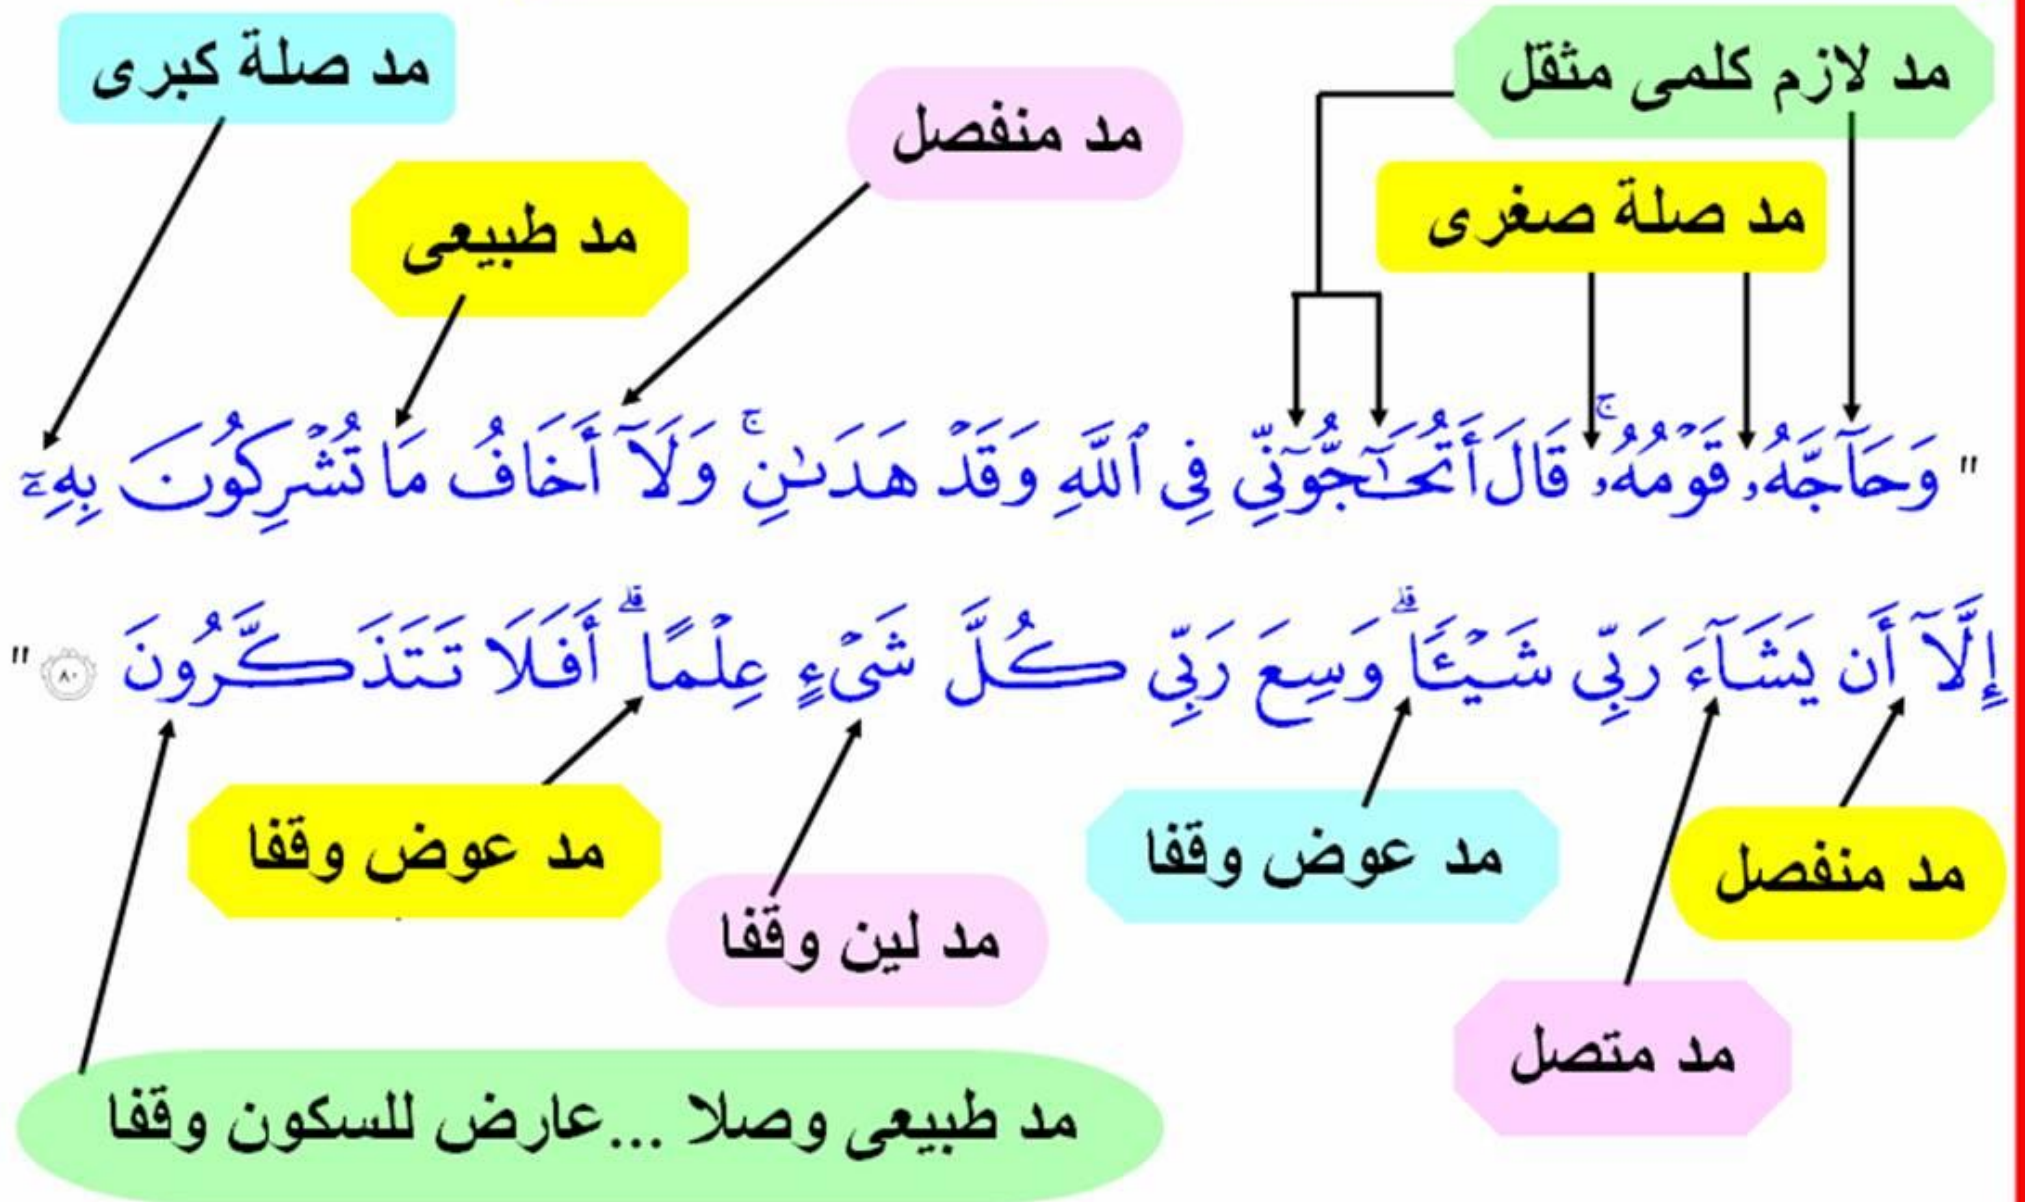 مد لازم كلمى مثقل
مد صلة كبرى
مد منفصل
مد صلة صغرى
مد طبيعى
" وَحَآجَّهُۥ قَوْمُهُۥ ۚ قَالَ أَتُحَـٰٓجُّوٓنِّي فِي ٱللَّهِ وَقَدْ هَدَىٰنِ ۚ وَلَآ أَخَافُ مَا تُشْرِكُونَ بِهِۦٓ
إِلَّآ أَن يَشَآءَ رَبِّي شَيْـًٔا ۗ وَسِعَ رَبِّي كُلَّ شَىْءٍ عِلْمًا ۗ أَفَلَا تَتَذَكَّرُونَ ٨٠ "
مد منفصل
مد عوض وقفا
مد عوض وقفا
مد لين وقفا
مد متصل
مد طبيعى وصلا ...عارض للسكون وقفا